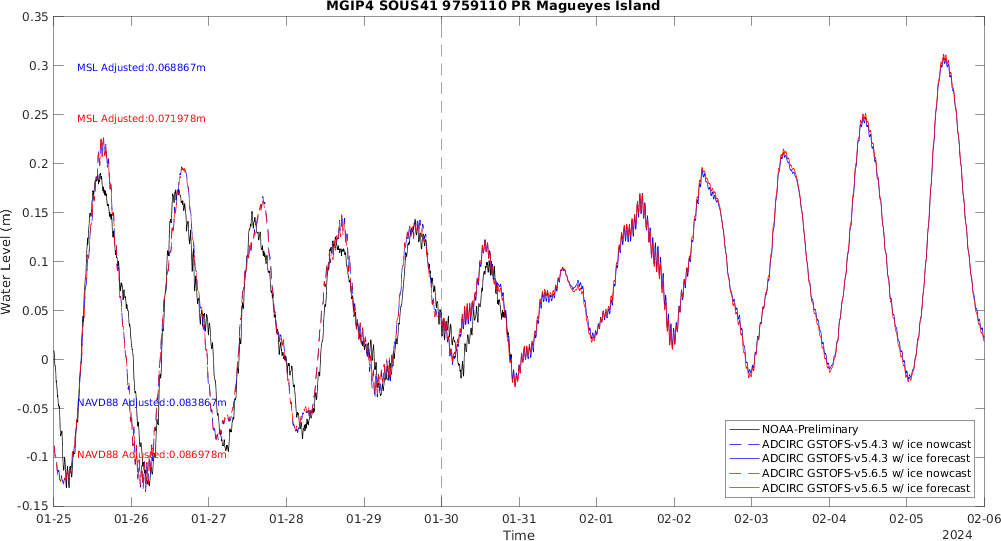 MGIP4 SOUS41 9759110 PR Magueyes Island
0.35
0.3
0.25
0.2
0.15
0.1
0.05
0
-0.05
-0.1
-0.15
Water Level (m)
MSL Adjusted:0.068867m
MSL Adjusted:0.071978m
NAVD88 Adjusted:0.083867m
NAVD88 Adjusted:0.086978m
NOAA-Preliminary
ADCIRC GSTOFS-v5.4.3 w/ ice nowcast
ADCIRC GSTOFS-v5.4.3 w/ ice forecast
ADCIRC GSTOFS-v5.6.5 w/ ice nowcast
ADCIRC GSTOFS-v5.6.5 w/ ice forecast
01-25 01-26 01-27 01-28 01-29 01-30 01-31 02-01 02-02 02-03 02-04 02-05 02-06
Time
2024